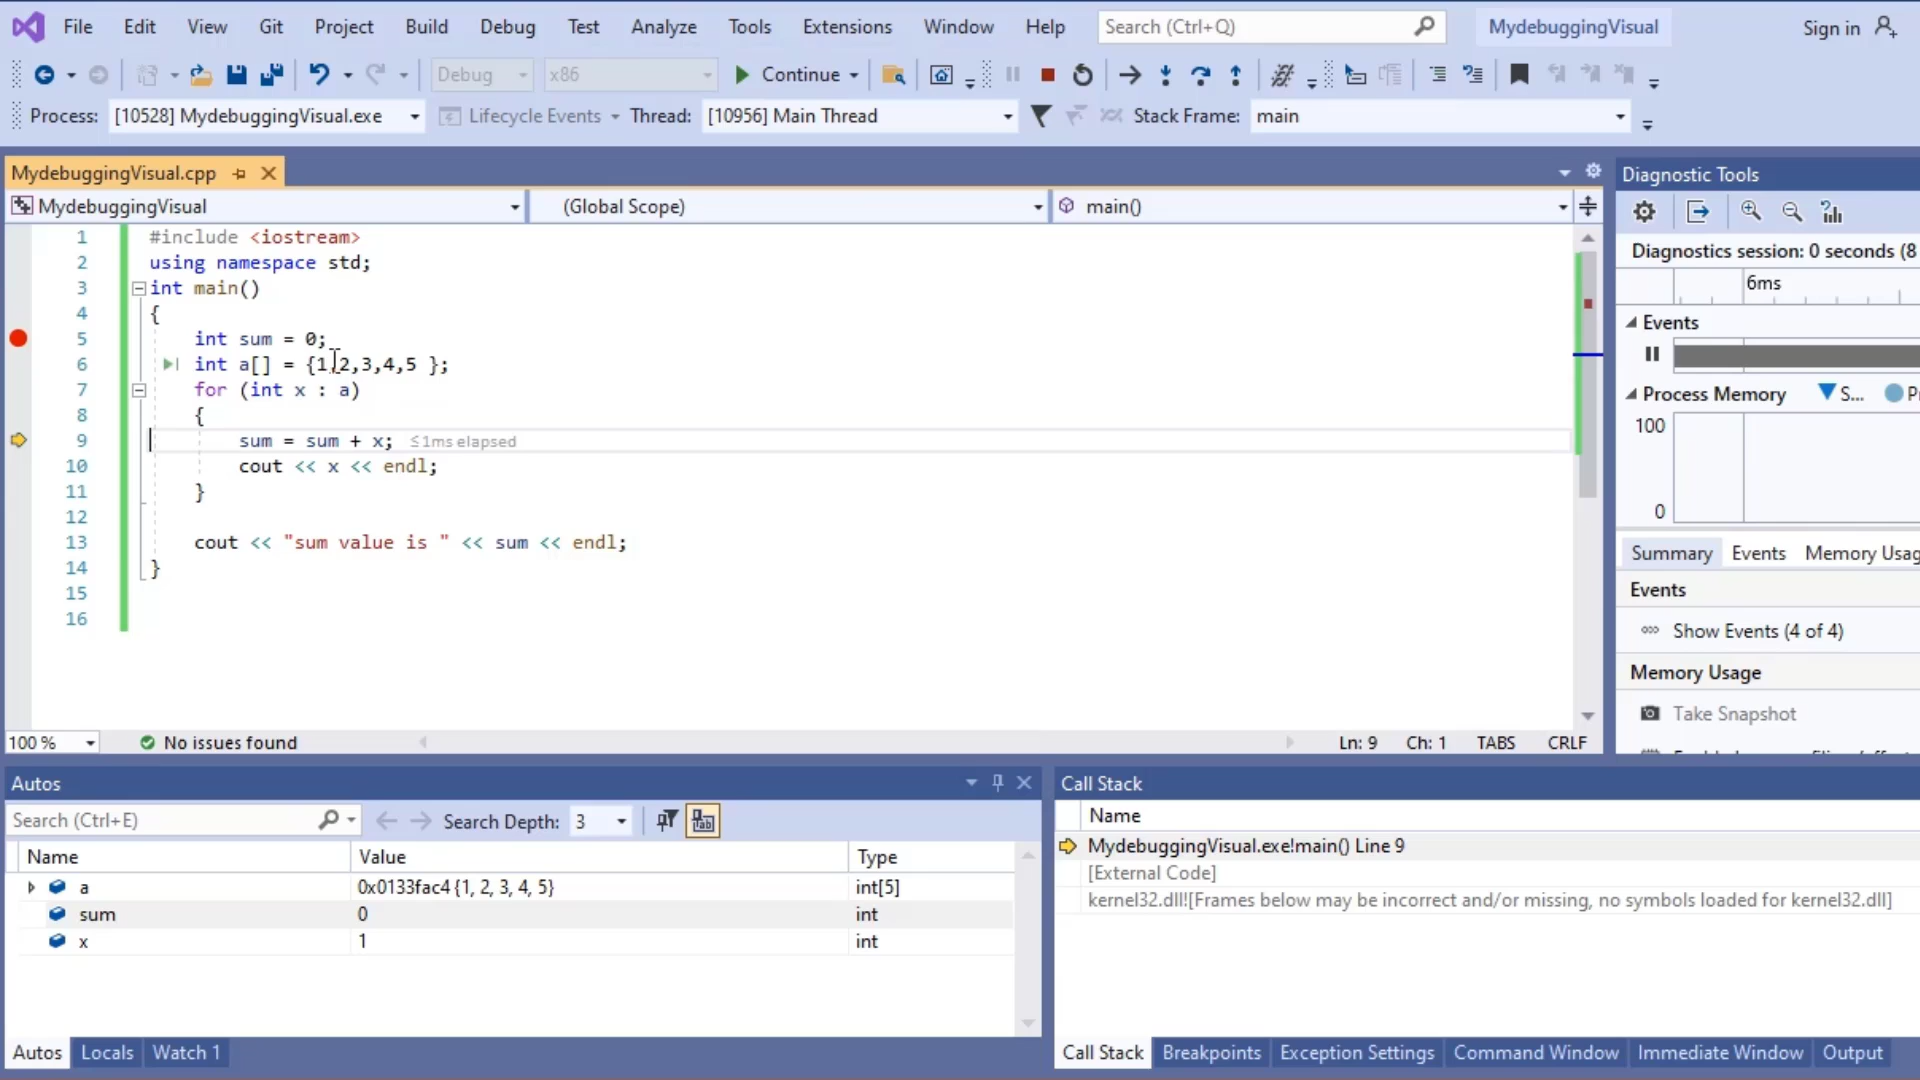 File Edit View Git Project Build Debug Test Analyze Tools Extensions Window Help Search (Ctrl+Q) MydebuggingVisual Sign in
Debug x86 Continue
Process: [10528] MydebuggingVisual.exe Lifecycle Events Thread: [10956] Main Thread Stack Frame: main
MydebuggingVisual.cpp
MydebuggingVisual (Global Scope) main()
1 #include <iostream>
2 using namespace std;
3 int main()
4 {
5 int sum = 0;
6 int a[] = {1,2,3,4,5 };
7 for (int x : a)
8 {
9 sum = sum + x; ≤1ms elapsed
10 cout << x << endl;
11 }
12
13 cout << "sum value is " << sum << endl;
14 }
15
16
100 % No issues found Ln: 9 Ch: 1 TABS CRLF
Diagnostic Tools
Diagnostics session: 0 seconds (8
6ms
Events
Process Memory S... P
100
0
Summary Events Memory Usag
Events
Show Events (4 of 4)
Memory Usage
Take Snapshot
Autos
Search (Ctrl+E) Search Depth: 3
Name Value Type
a 0x0133fac4 {1, 2, 3, 4, 5} int[5]
sum 0 int
x 1 int
Autos Locals Watch 1
Call Stack
Name
MydebuggingVisual.exe!main() Line 9
[External Code]
kernel32.dll![Frames below may be incorrect and/or missing, no symbols loaded for kernel32.dll]
Call Stack Breakpoints Exception Settings Command Window Immediate Window Output